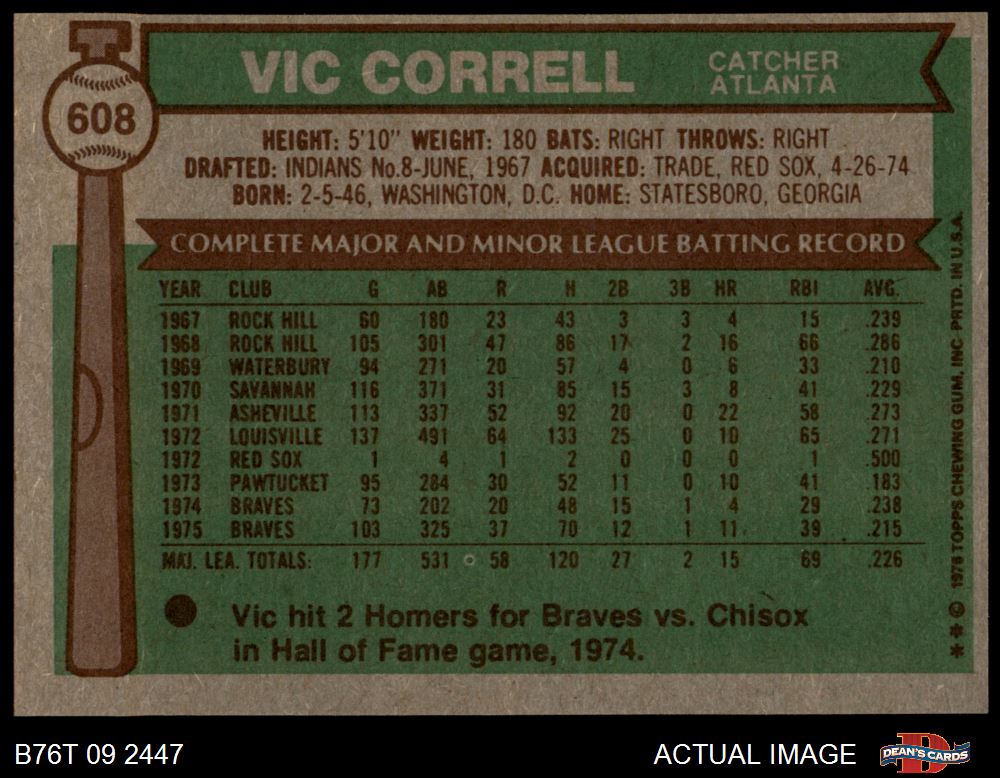 608
VIC CORRELL
CATCHER
ATLANTA
HEIGHT: 5'10" WEIGHT: 180 BATS: RIGHT THROWS: RIGHT
DRAFTED: INDIANS No.8-JUNE, 1967 ACQUIRED: TRADE, RED SOX, 4-26-74
BORN: 2-5-46, WASHINGTON, D.C. HOME: STATESBORO, GEORGIA
COMPLETE MAJOR AND MINOR LEAGUE BATTING RECORD
YEAR CLUB G AB R H 2B 3B HR RBI AVG.
1967 ROCK HILL 60 180 23 43 3 3 4 15 .239
1968 ROCK HILL 105 301 47 86 17 2 16 66 .286
1969 WATERBURY 94 271 20 57 4 0 6 33 .210
1970 SAVANNAH 116 371 31 85 15 3 8 41 .229
1971 ASHEVILLE 113 337 52 92 20 0 22 58 .273
1972 LOUISVILLE 137 491 64 133 25 0 10 65 .271
1972 RED SOX 1 4 1 2 0 0 0 1 .500
1973 PAWTUCKET 95 284 30 52 11 0 10 41 .183
1974 BRAVES 73 202 20 48 15 1 4 29 .238
1975 BRAVES 103 325 37 70 12 1 11 39 .215
MAJ. LEA. TOTALS: 177 531 58 120 27 2 15 69 .226
Vic hit 2 Homers for Braves vs. Chisox
in Hall of Fame game, 1974.
* * © 1976 TOPPS CHEWING GUM, INC PRTD. IN U.S.A.
B76T 09 2447
ACTUAL IMAGE
D
DEAN'S CARDS